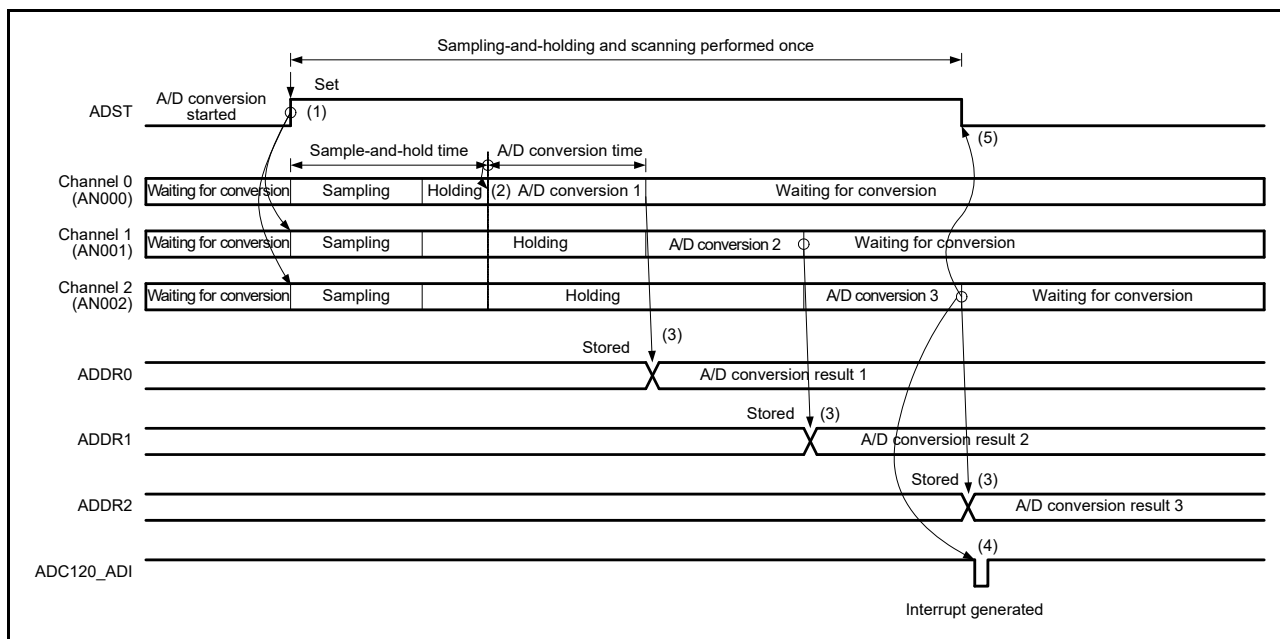 Sampling-and-holding and scanning performed once
Set
ADST
A/D conversion
started
(1)
(5)
Sample-and-hold time
A/D conversion time
Channel 0
(AN000)
Waiting for conversion
Sampling
Holding
(2)
A/D conversion 1
Waiting for conversion
Channel 1
(AN001)
Waiting for conversion
Sampling
Holding
A/D conversion 2
Waiting for conversion
Channel 2
(AN002)
Waiting for conversion
Sampling
Holding
A/D conversion 3
Waiting for conversion
Stored
(3)
ADDR0
A/D conversion result 1
Stored
(3)
ADDR1
A/D conversion result 2
Stored
(3)
ADDR2
A/D conversion result 3
(4)
ADC120_ADI
Interrupt generated